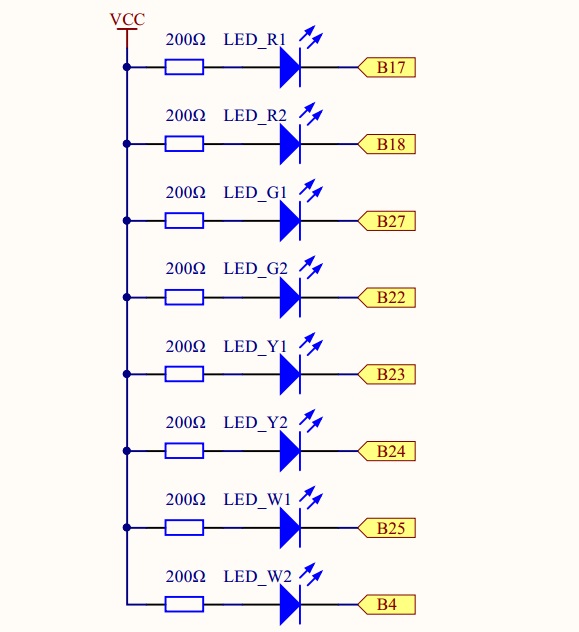 VCC
200Ω LED_R1
B17
200Ω LED_R2
B18
200Ω LED_G1
B27
200Ω LED_G2
B22
200Ω LED_Y1
B23
200Ω LED_Y2
B24
200Ω LED_W1
B25
200Ω LED_W2
B4